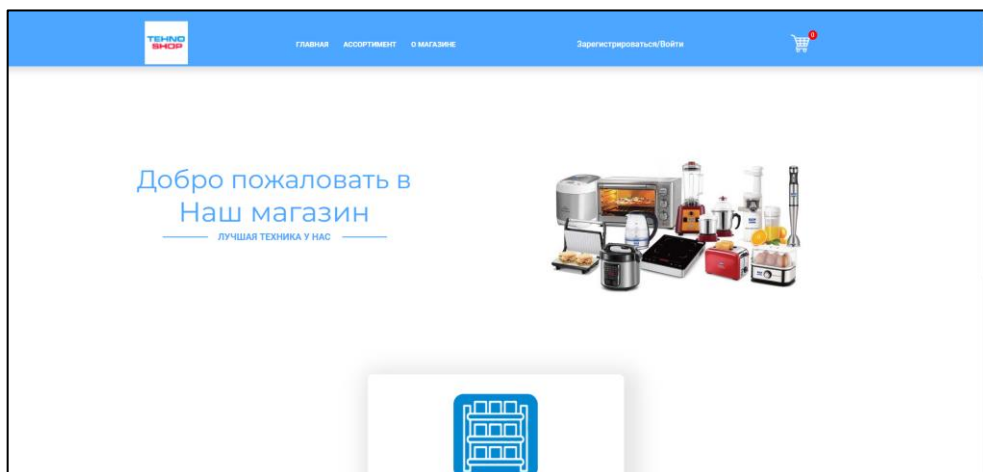 TEHNO
SHOP
ГЛАВНАЯ АССОРТИМЕНТ О МАГАЗИНЕ Зарегистрироваться/Войти 0
Добро пожаловать в
Наш магазин
ЛУЧШАЯ ТЕХНИКА У НАС